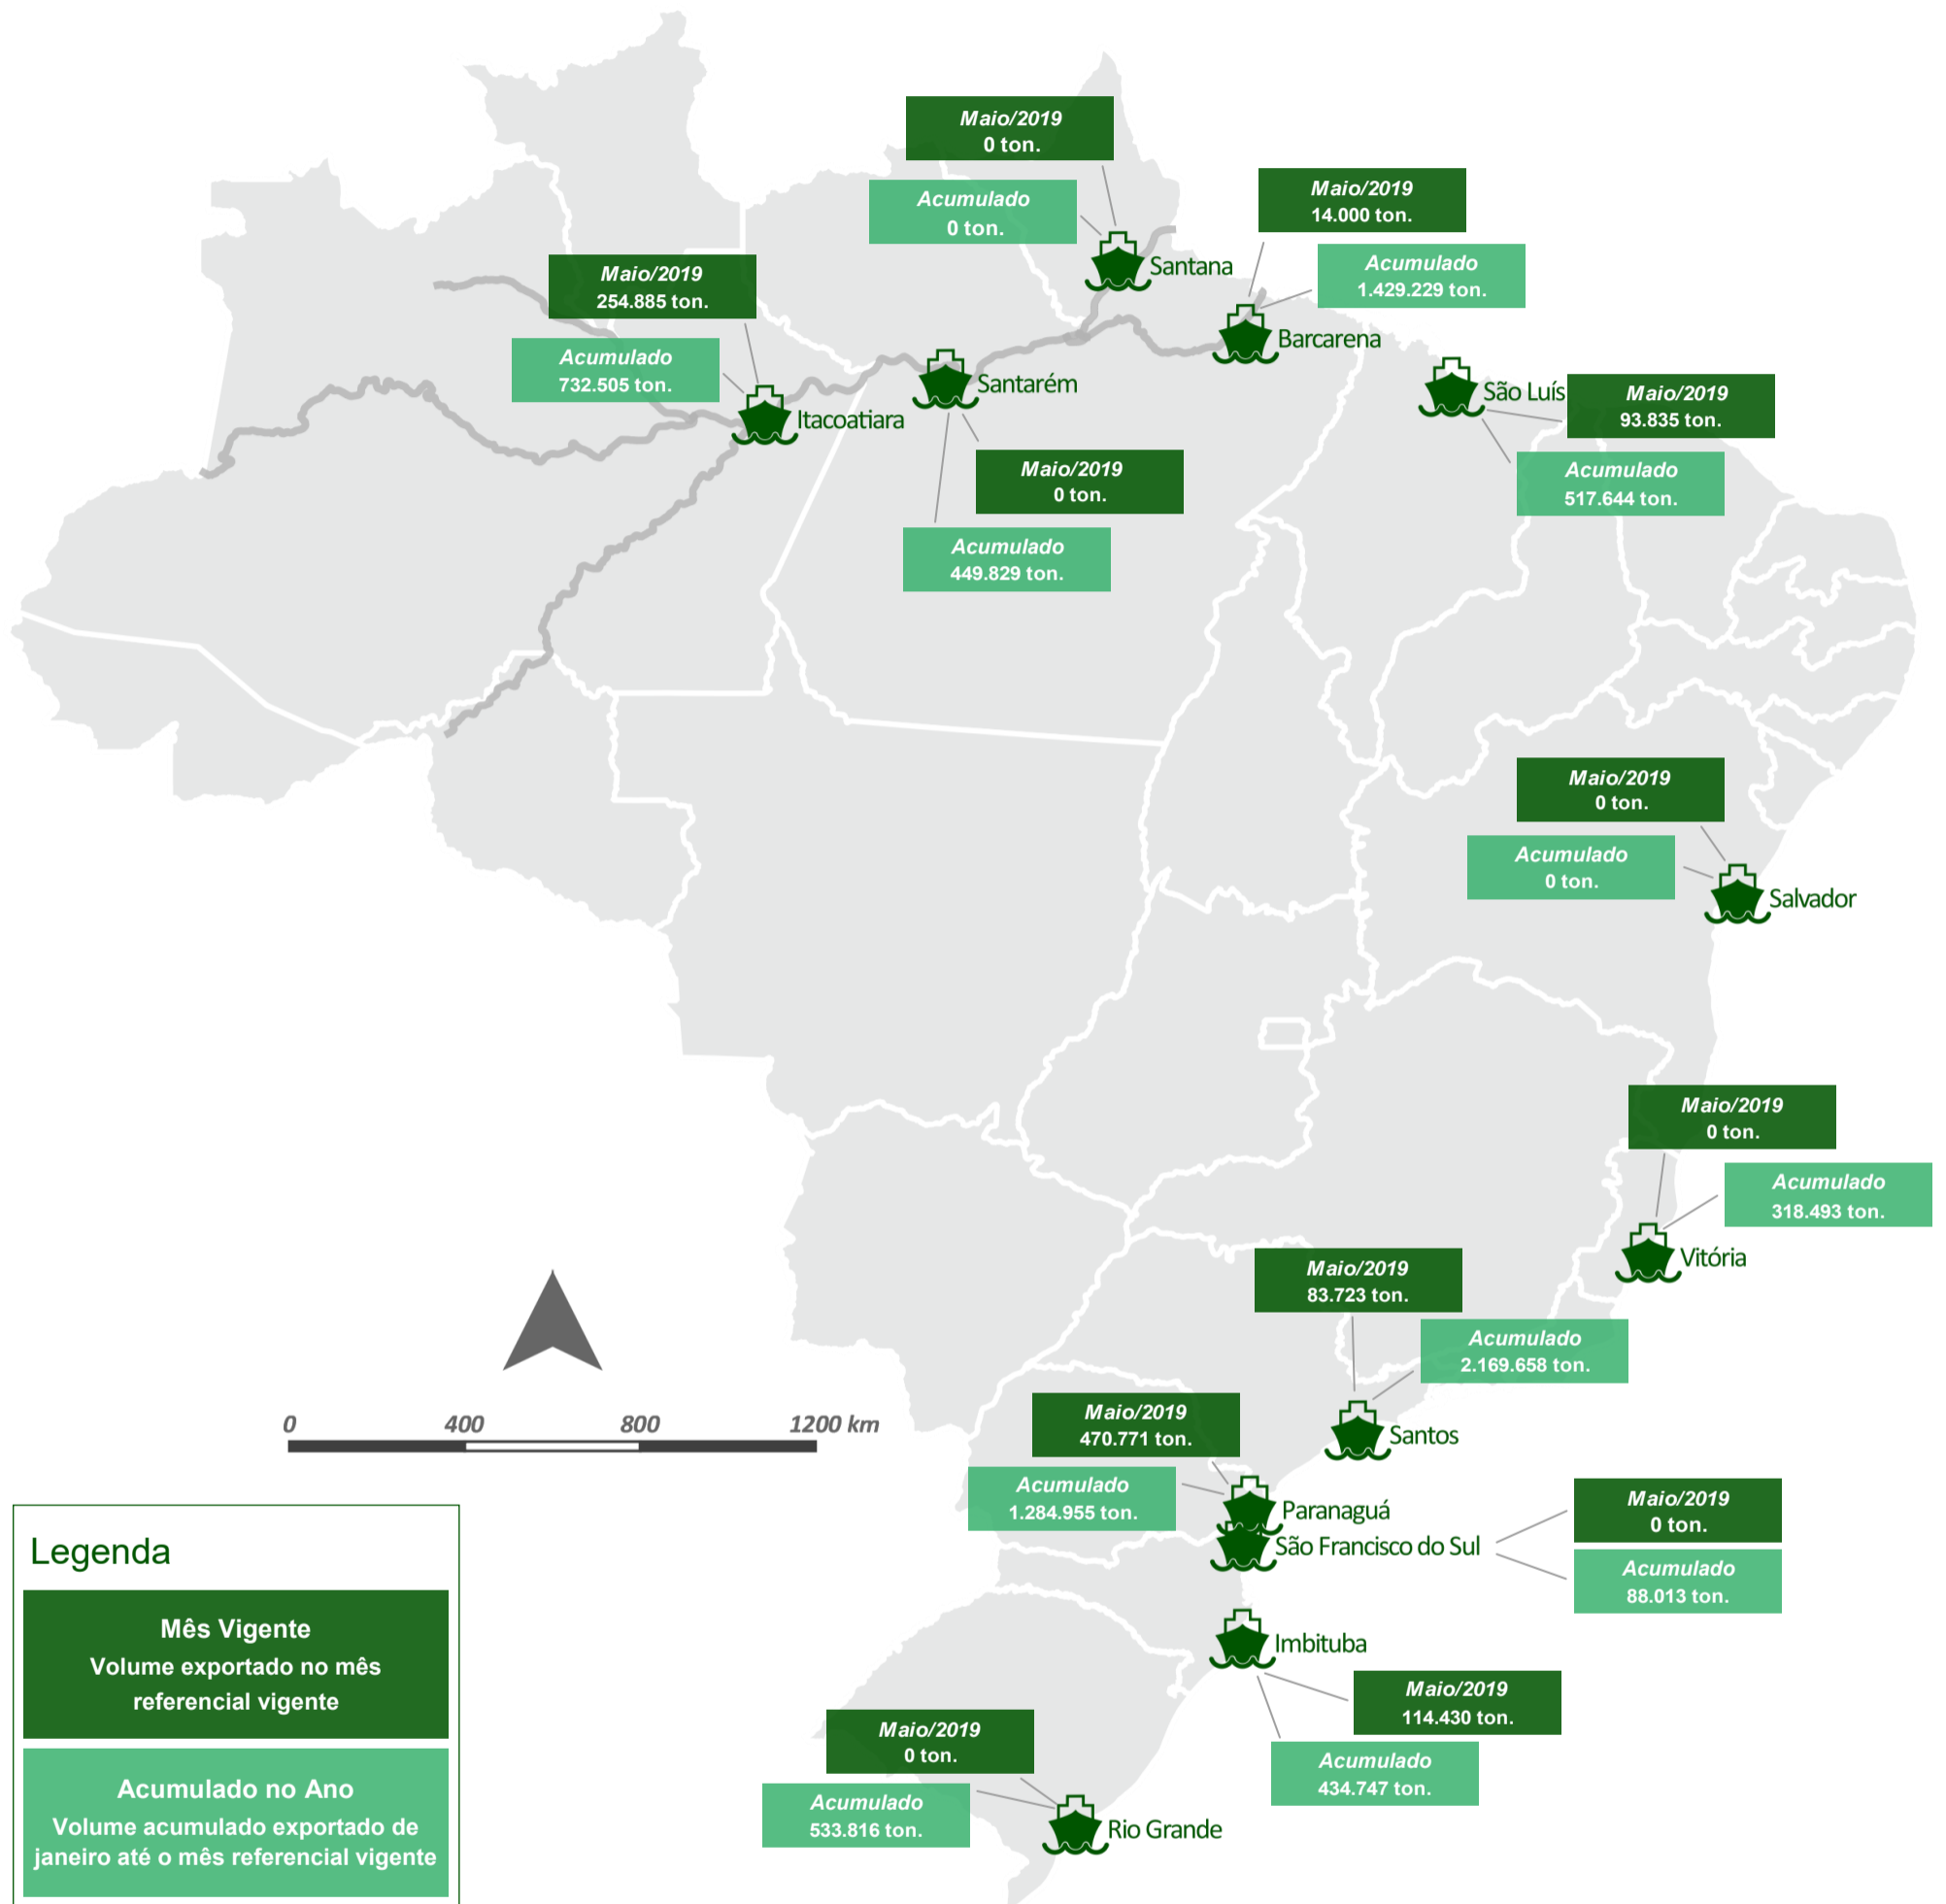 Maio/2019
0 ton.
Acumulado
0 ton.
Santana
Maio/2019
14.000 ton.
Acumulado
1.429.229 ton.
Barcarena
Maio/2019
254.885 ton.
Acumulado
732.505 ton.
Itacoatiara
Santarém
Maio/2019
0 ton.
Acumulado
449.829 ton.
São Luís
Maio/2019
93.835 ton.
Acumulado
517.644 ton.
Maio/2019
0 ton.
Acumulado
0 ton.
Salvador
Maio/2019
0 ton.
Acumulado
318.493 ton.
Vitória
Maio/2019
83.723 ton.
Acumulado
2.169.658 ton.
Santos
Maio/2019
470.771 ton.
Acumulado
1.284.955 ton.
Paranaguá
São Francisco do Sul
Maio/2019
0 ton.
Acumulado
88.013 ton.
Imbituba
Maio/2019
114.430 ton.
Acumulado
434.747 ton.
Maio/2019
0 ton.
Acumulado
533.816 ton.
Rio Grande
0 400 800 1200 km
Legenda
Mês Vigente
Volume exportado no mês
referencial vigente
Acumulado no Ano
Volume acumulado exportado de
janeiro até o mês referencial vigente